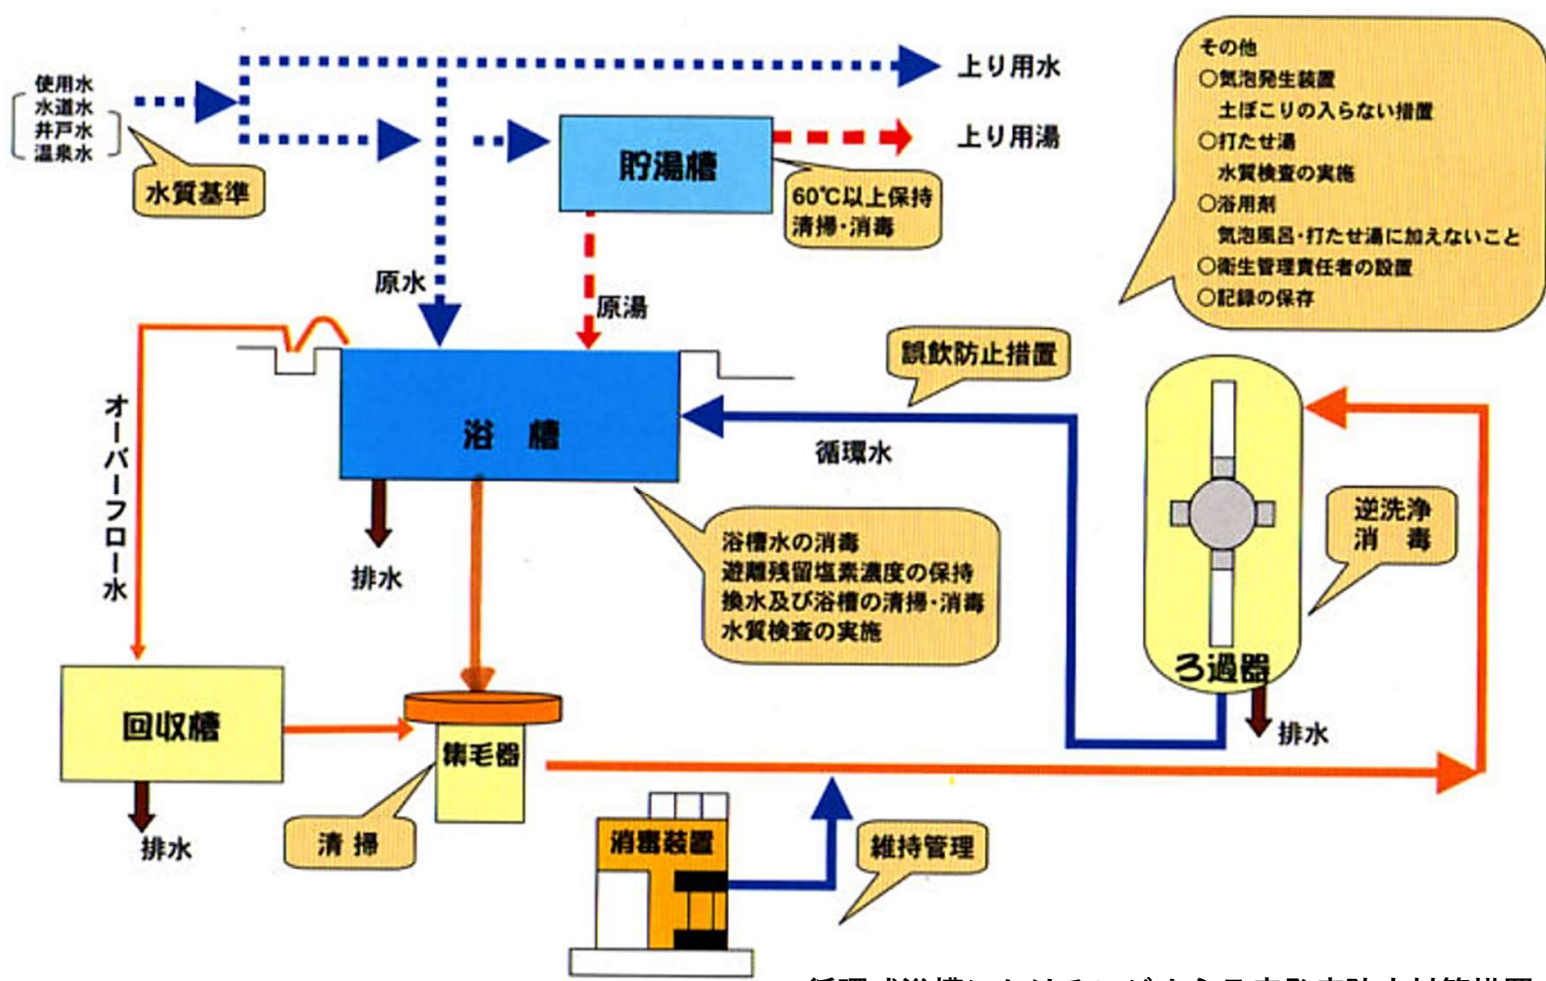 使用水
水道水
井戸水
温泉水
水質基準
上り用水
上り用湯
貯湯槽
60℃以上保持
清掃・消毒
その他
○気泡発生装置
土ぼこりの入らない措置
○打たせ湯
水質検査の実施
○浴用剤
気泡風呂・打たせ湯に加えないこと
○衛生管理責任者の設置
○記録の保存
原水
原湯
誤飲防止措置
浴 槽
循環水
オーバーフロー水
排水
浴槽水の消毒
遊離残留塩素濃度の保持
換水及び浴槽の清掃・消毒
水質検査の実施
逆洗浄
消 毒
ろ過器
排水
回収槽
集毛器
排水
清 掃
消毒装置
維持管理